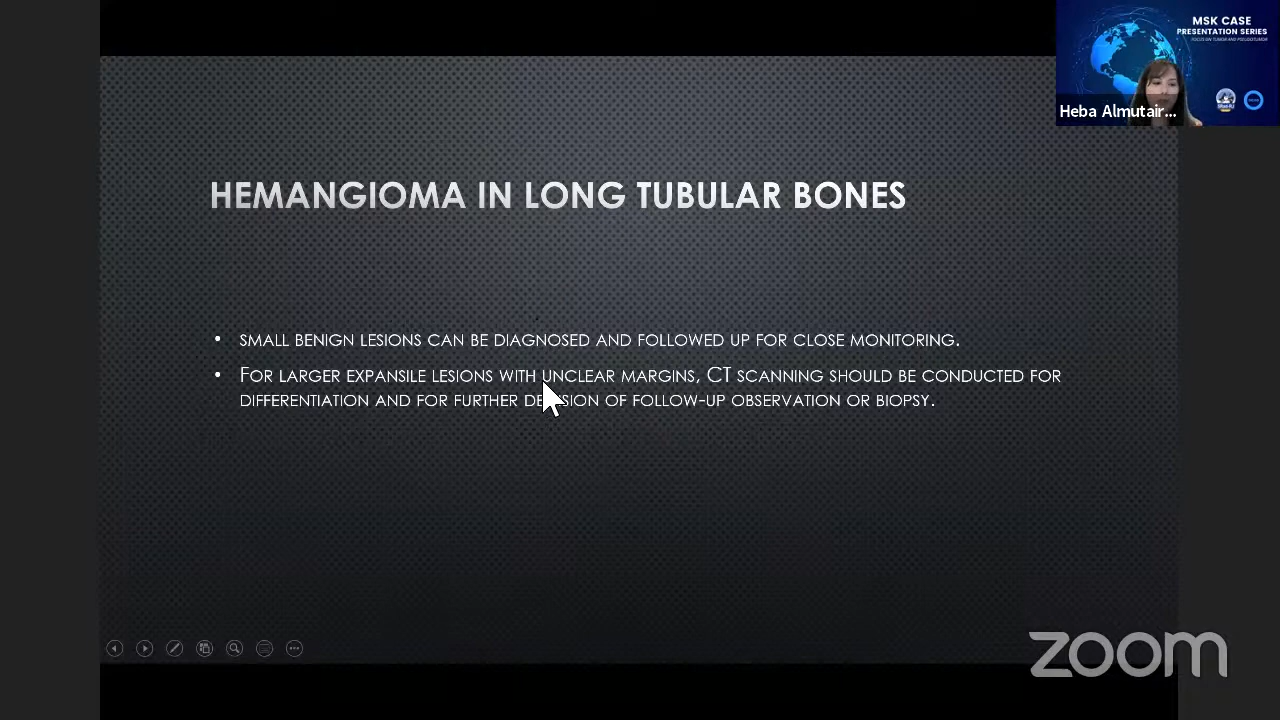 MSK CASE
PRESENTATION SERIES
FOCUS ON TUMOR AND PSEUDOTUMOR
Heba Almutair...
HEMANGIOMA IN LONG TUBULAR BONES
• SMALL BENIGN LESIONS CAN BE DIAGNOSED AND FOLLOWED UP FOR CLOSE MONITORING.
• FOR LARGER EXPANSILE LESIONS WITH UNCLEAR MARGINS, CT SCANNING SHOULD BE CONDUCTED FOR
DIFFERENTIATION AND FOR FURTHER DECISION OF FOLLOW-UP OBSERVATION OR BIOPSY.
zoom